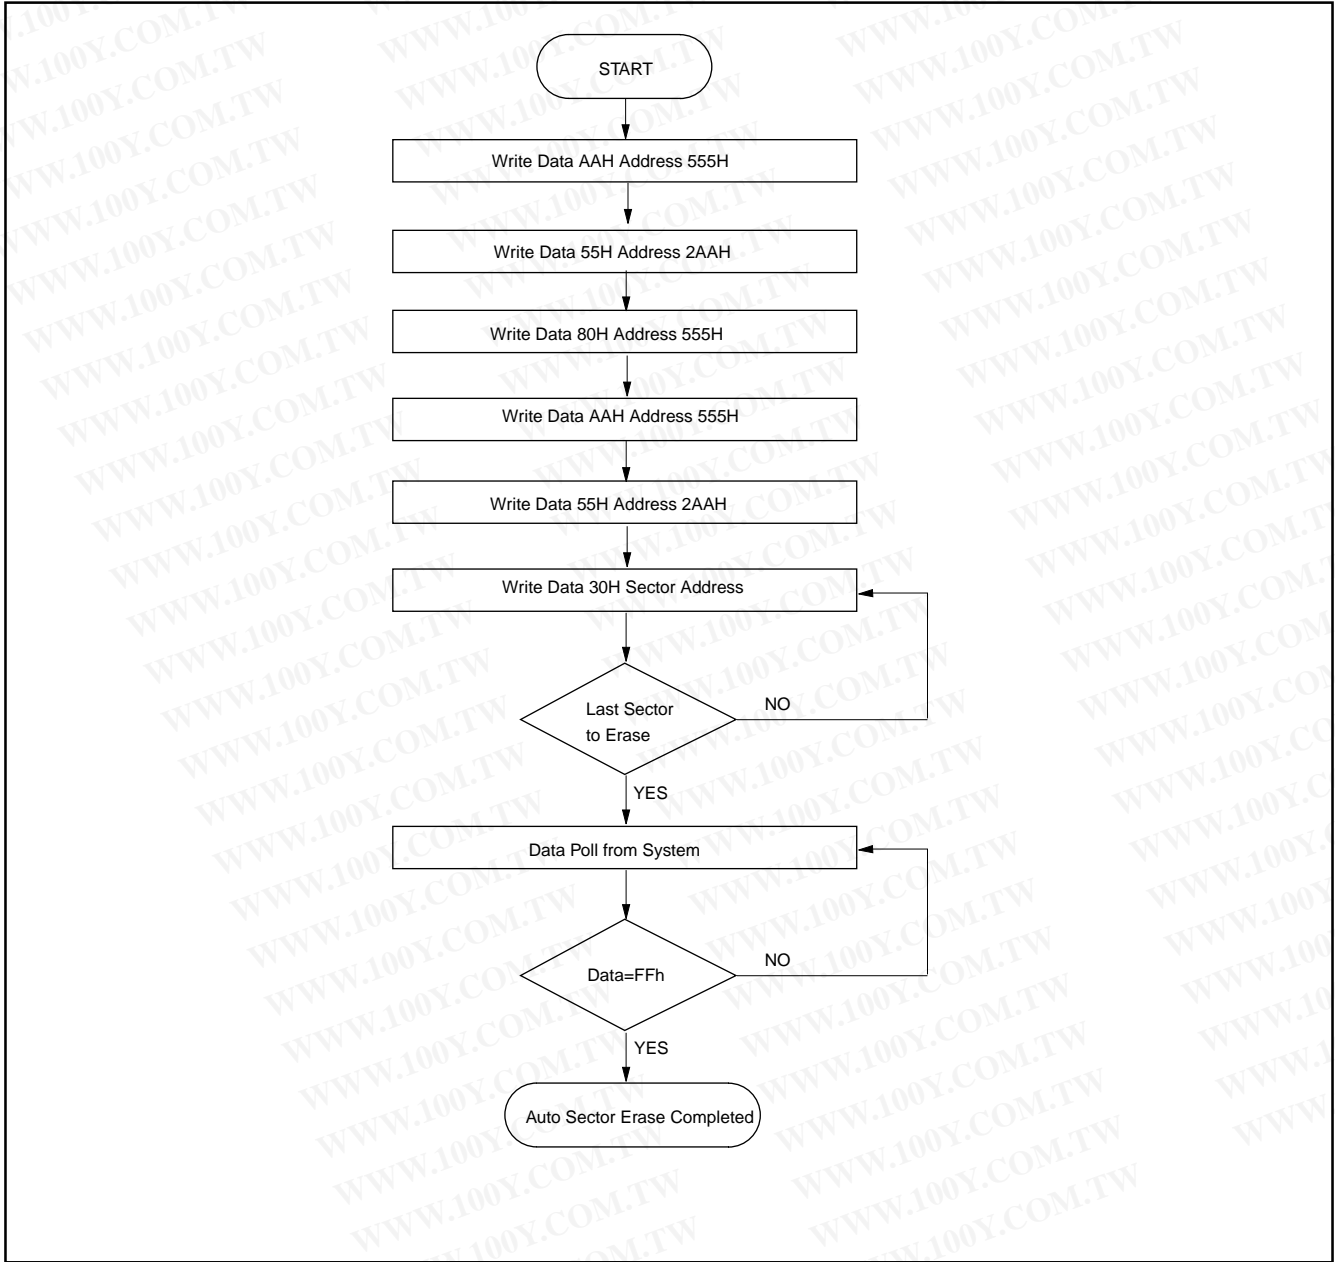 START
Write Data AAH Address 555H
Write Data 55H Address 2AAH
Write Data 80H Address 555H
Write Data AAH Address 555H
Write Data 55H Address 2AAH
Write Data 30H Sector Address
Last Sector
to Erase
NO
YES
Data Poll from System
Data=FFh
NO
YES
Auto Sector Erase Completed
WWW.100Y.COM.TW